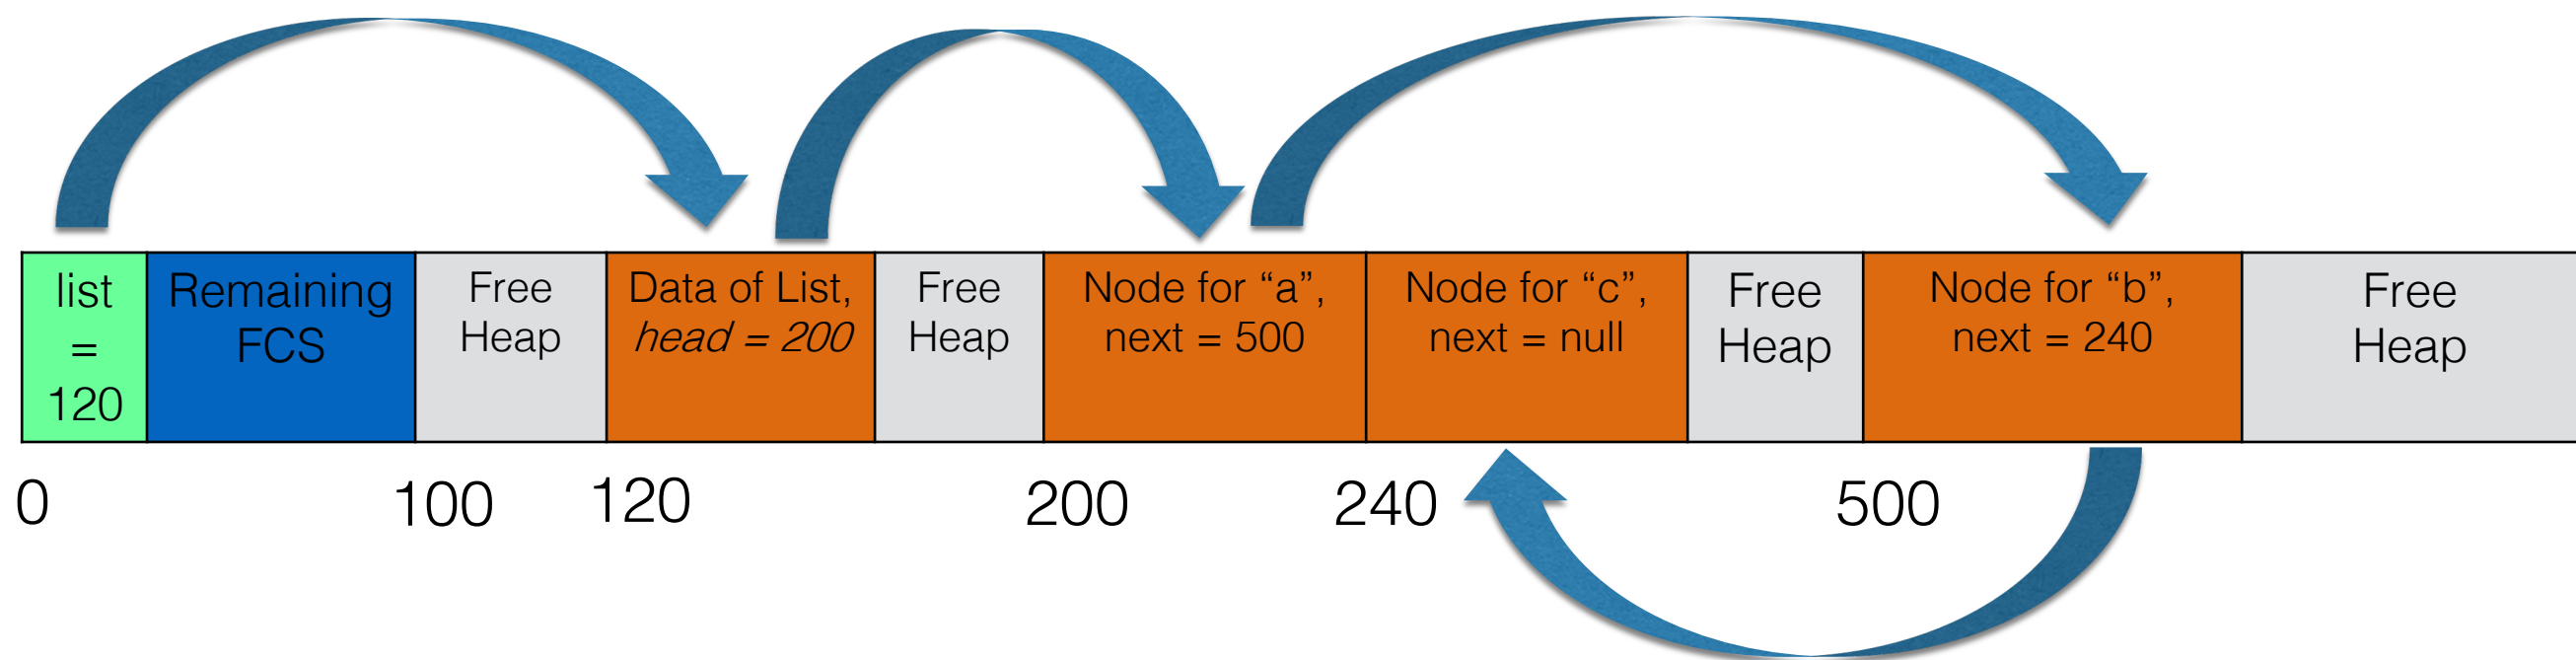 list
=
120
Remaining
FCS
Free
Heap
Data of List,
head = 200
Free
Heap
Node for “a”,
next = 500
Node for “c”,
next = null
Free
Heap
Node for “b”,
next = 240
Free
Heap
0
100
120
200
240
500